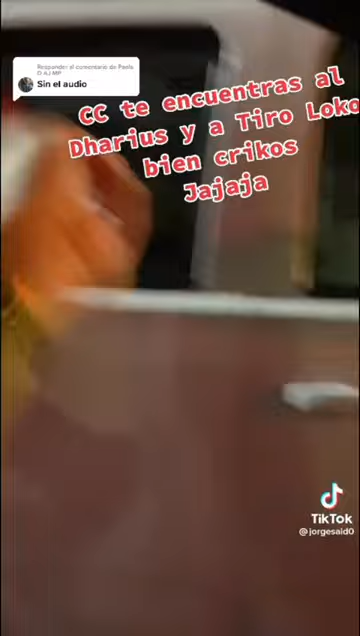 Responder al comentario de Paola
Sin el audio
CC te encuentras al
Dharius y a Tiro Loko
bien crikos
Jajaja
TikTok
@jorgesald0